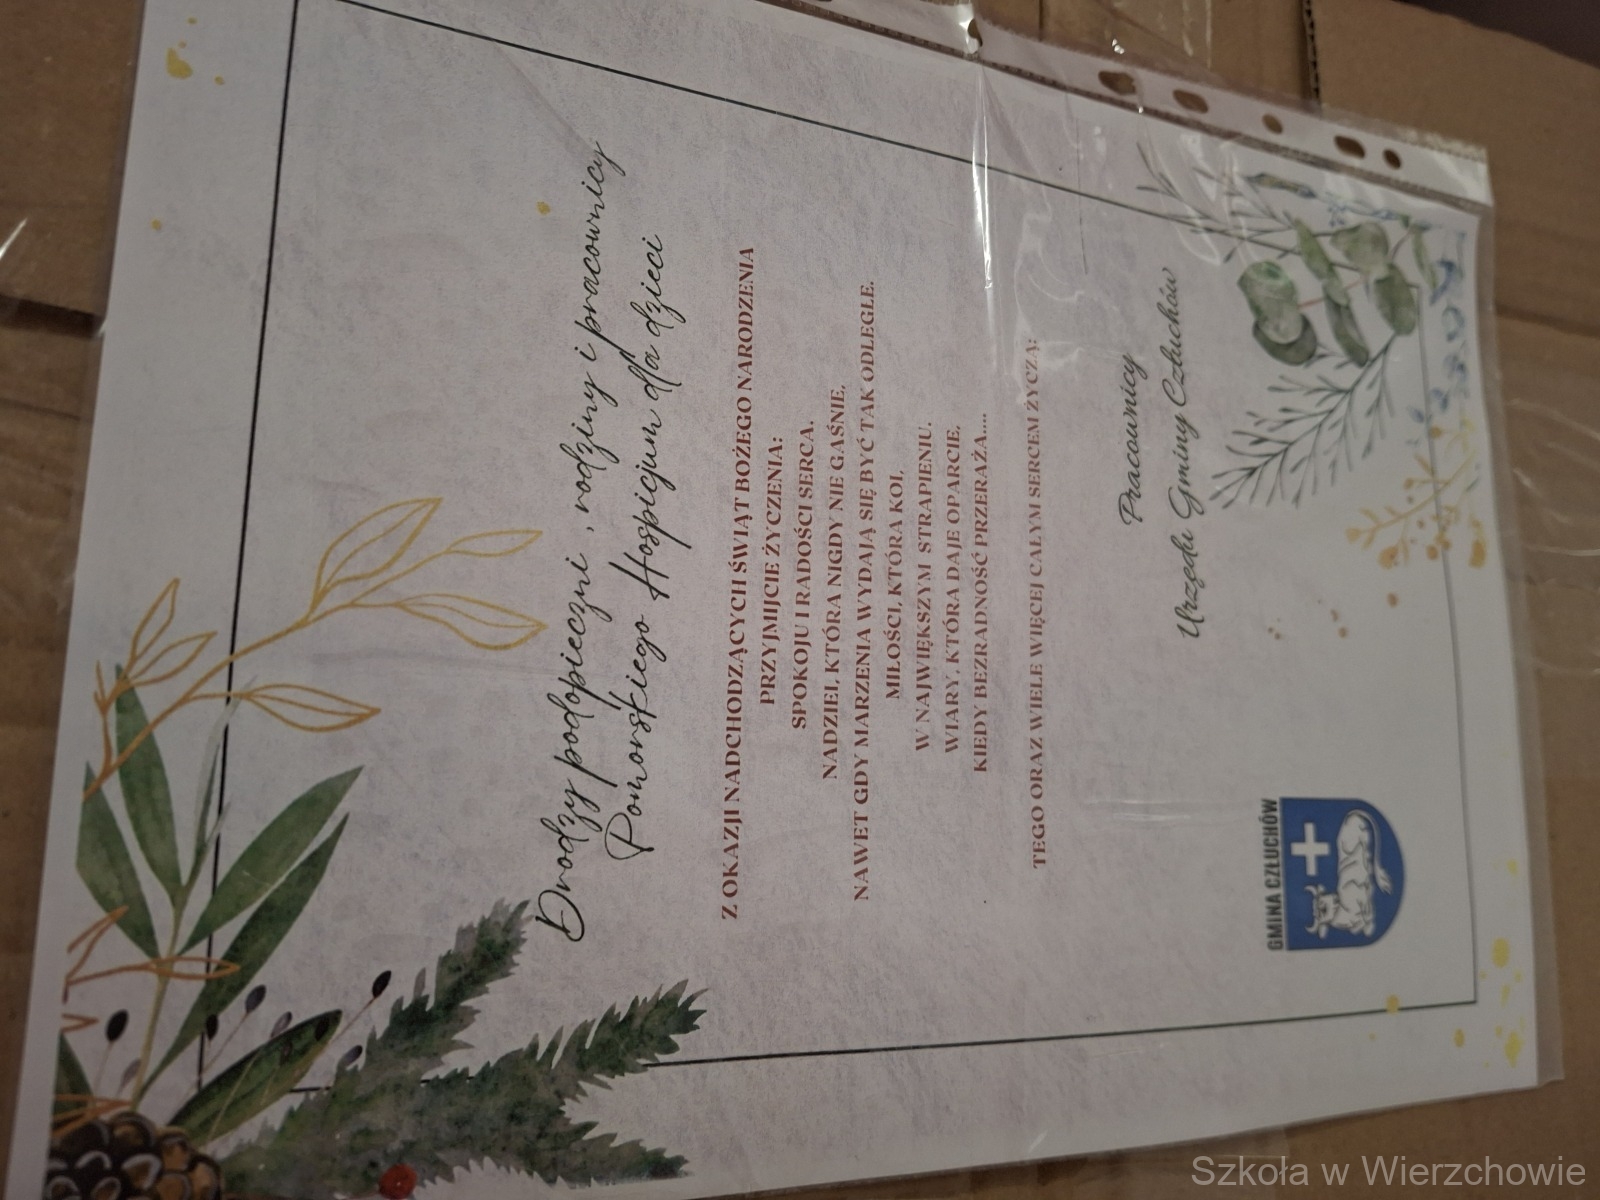 Drodzy podopieczni , rodziny i pracownicy
Pomorskiego Hospicjum dla dzieci
Z OKAZJI NADCHODZĄCYCH ŚWIĄT BOŻEGO NARODZENIA
PRZYJMIJCIE ŻYCZENIA:
SPOKOJU I RADOŚCI SERCA.
NADZIEI, KTÓRA NIGDY NIE GAŚNIE.
NAWET GDY MARZENIA WYDAJĄ SIĘ BYĆ TAK ODLEGŁE.
MIŁOŚCI, KTÓRA KOI.
W NAJWIĘKSZYM STRAPIENIU.
WIARY, KTÓRA DAJE OPARCIE.
KIEDY BEZRADNOŚĆ PRZERAŻA....
TEGO ORAZ WIELE WIĘCEJ CAŁYM SERCEM ŻYCZĄ:
Pracownicy
Urzędu Gminy Człuchów
GMINA CZŁUCHÓW
Szkoła w Wierzchowie